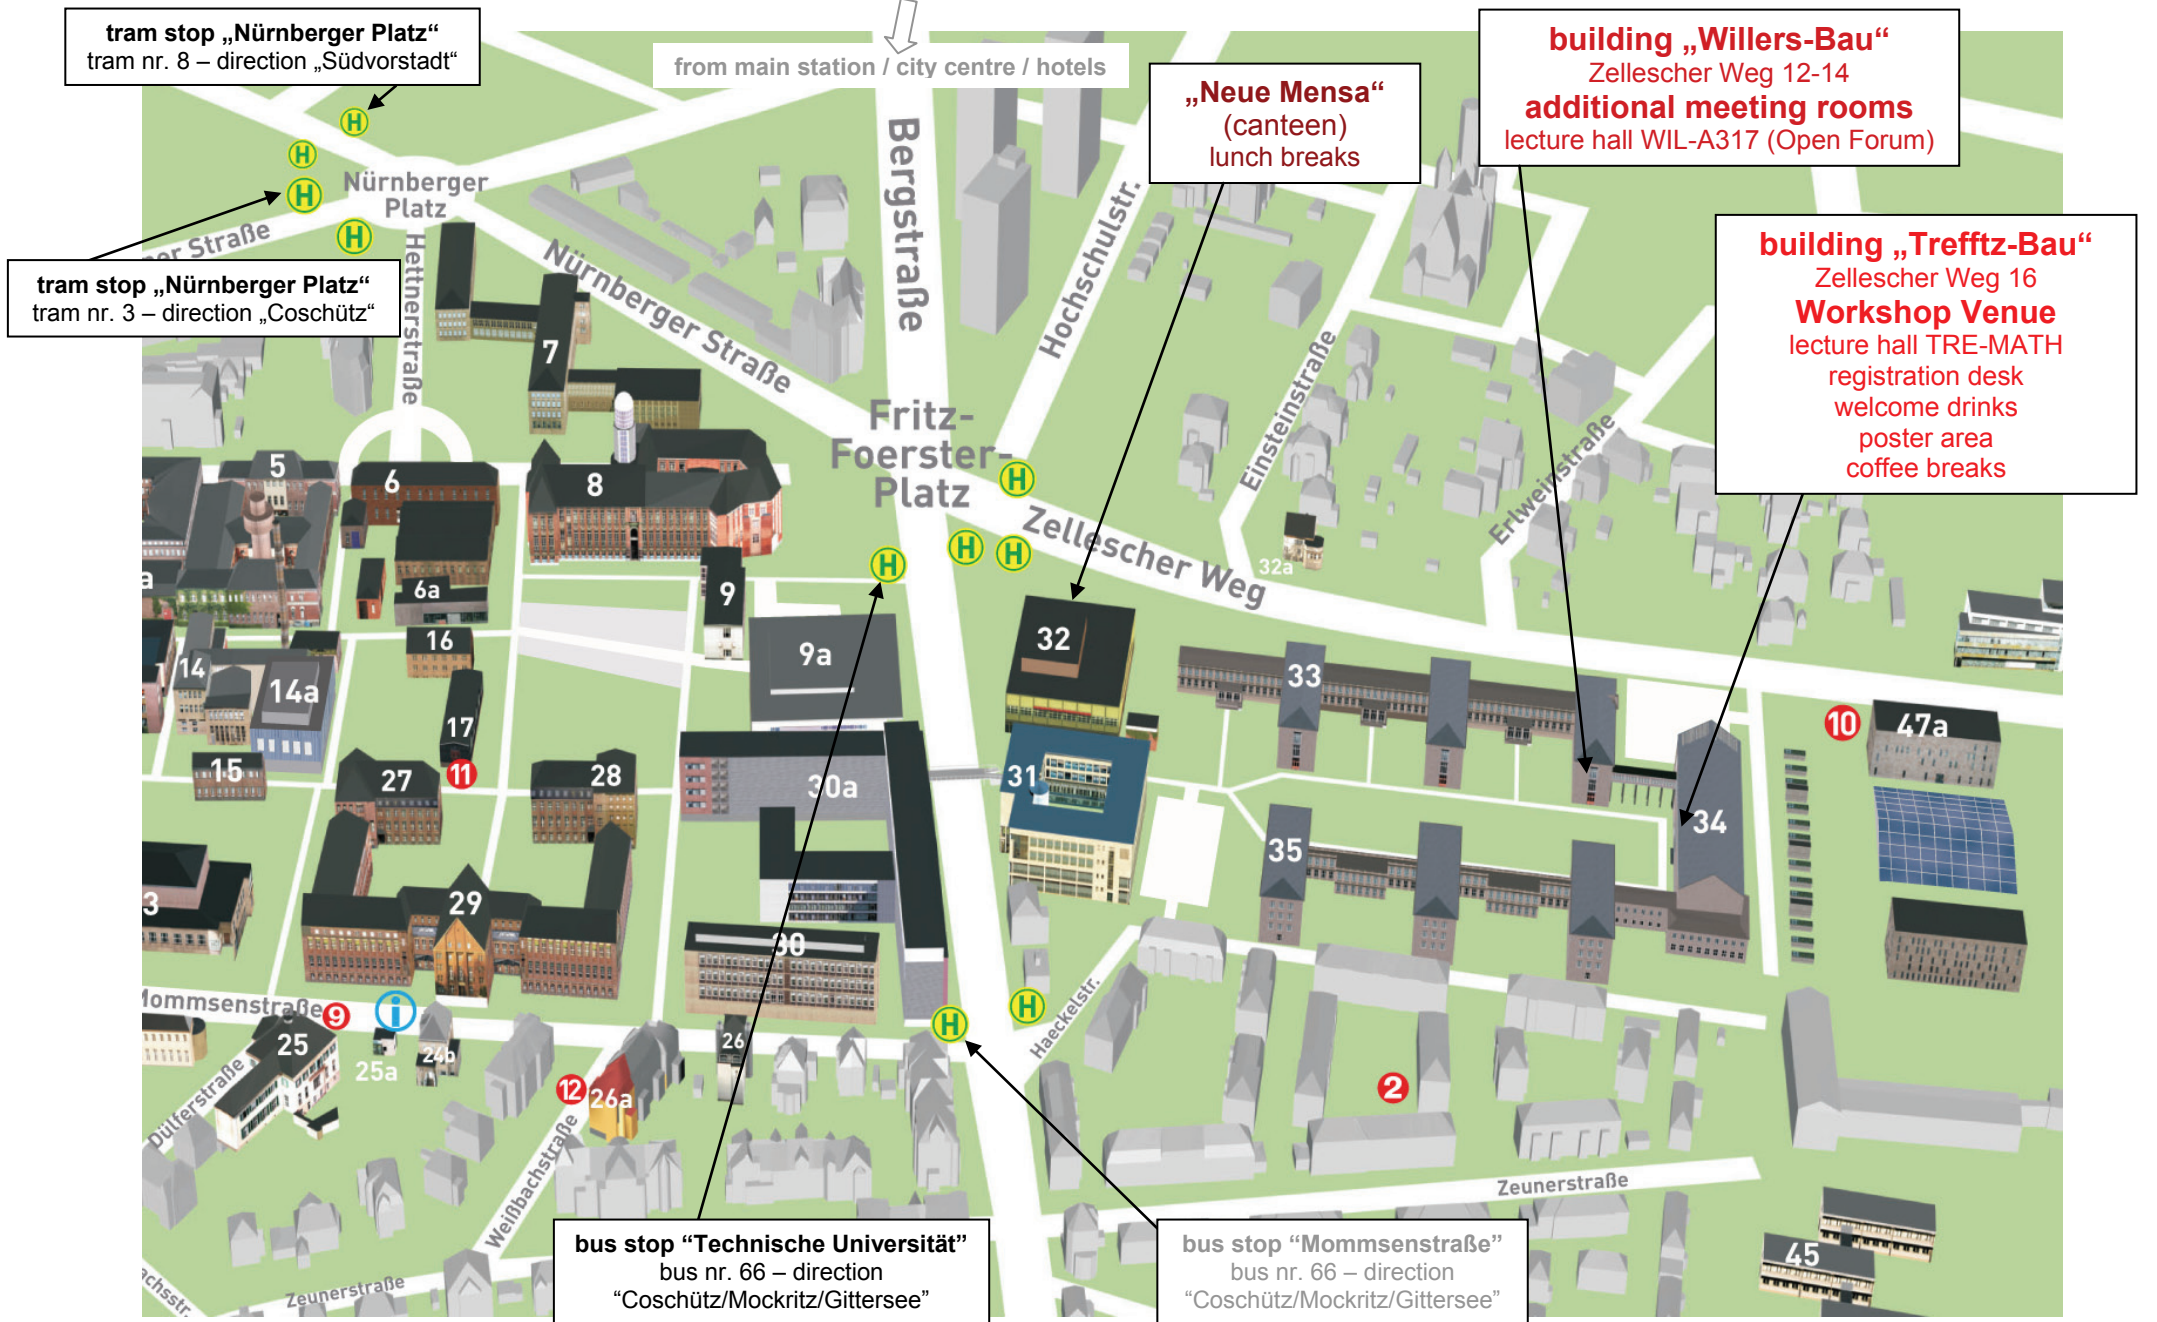 tram stop „Nürnberger Platz“
tram nr. 8 – direction „Südvorstadt“
from main station / city centre / hotels
„Neue Mensa“
(canteen)
lunch breaks
building „Willers-Bau“
Zellescher Weg 12-14
additional meeting rooms
lecture hall WIL-A317 (Open Forum)
building „Trefftz-Bau“
Zellescher Weg 16
Workshop Venue
lecture hall TRE-MATH
registration desk
welcome drinks
poster area
coffee breaks
tram stop „Nürnberger Platz“
tram nr. 3 – direction „Coschütz“
H
H
H
H
Nürnberger
Platz
ner Straße
Hettnerstraße
Nürnberger Straße
Bergstraße
Hochschulstr.
Einsteinstraße
Erlweinstraße
Fritz-
Foerster-
Platz
Zellescher Weg
H
H
H
H
5
6
7
8
6a
9
9a
a
14
14a
15
16
17
11
27
28
29
30a
30
31
32
32a
33
34
35
10
47a
3
Mommsenstraße
9
i
25
25a
24b
26
12
26a
H
H
Haeckelstr.
2
Dülferstraße
Weißbachstraße
Zeunerstraße
Zeunerstraße
achsstr.
45
bus stop “Technische Universität”
bus nr. 66 – direction
“Coschütz/Mockritz/Gittersee”
bus stop “Mommsenstraße”
bus nr. 66 – direction
“Coschütz/Mockritz/Gittersee”